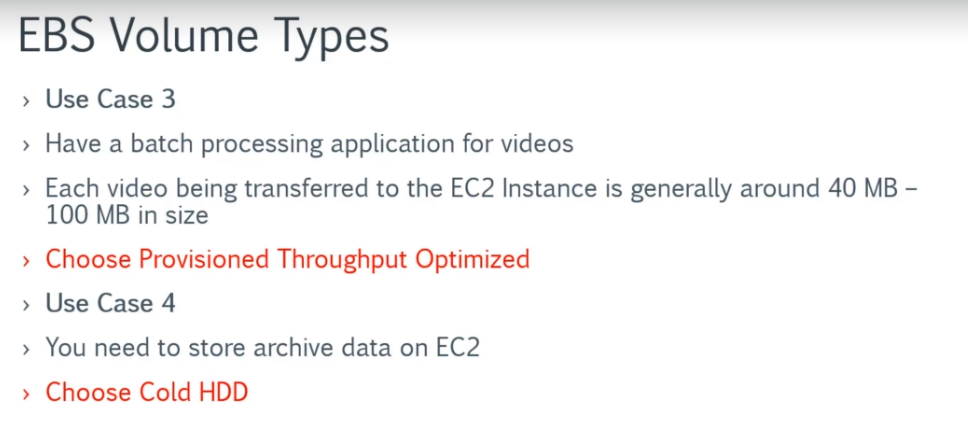 EBS Volume Types
› Use Case 3
› Have a batch processing application for videos
› Each video being transferred to the EC2 Instance is generally around 40 MB –
100 MB in size
› Choose Provisioned Throughput Optimized
› Use Case 4
› You need to store archive data on EC2
› Choose Cold HDD